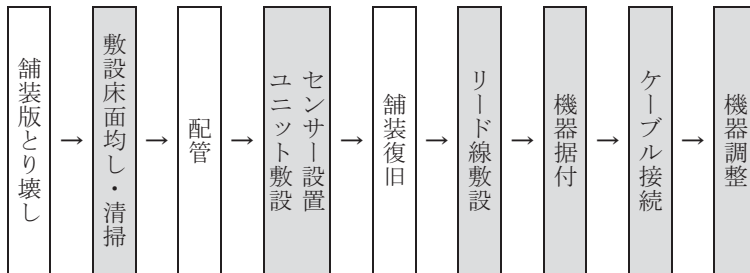 舗装版とり壊し
→
敷設床面均し・清掃
→
配管
→
センサー設置
ユニット敷設
→
舗装復旧
→
リード線敷設
→
機器据付
→
ケーブル接続
→
機器調整